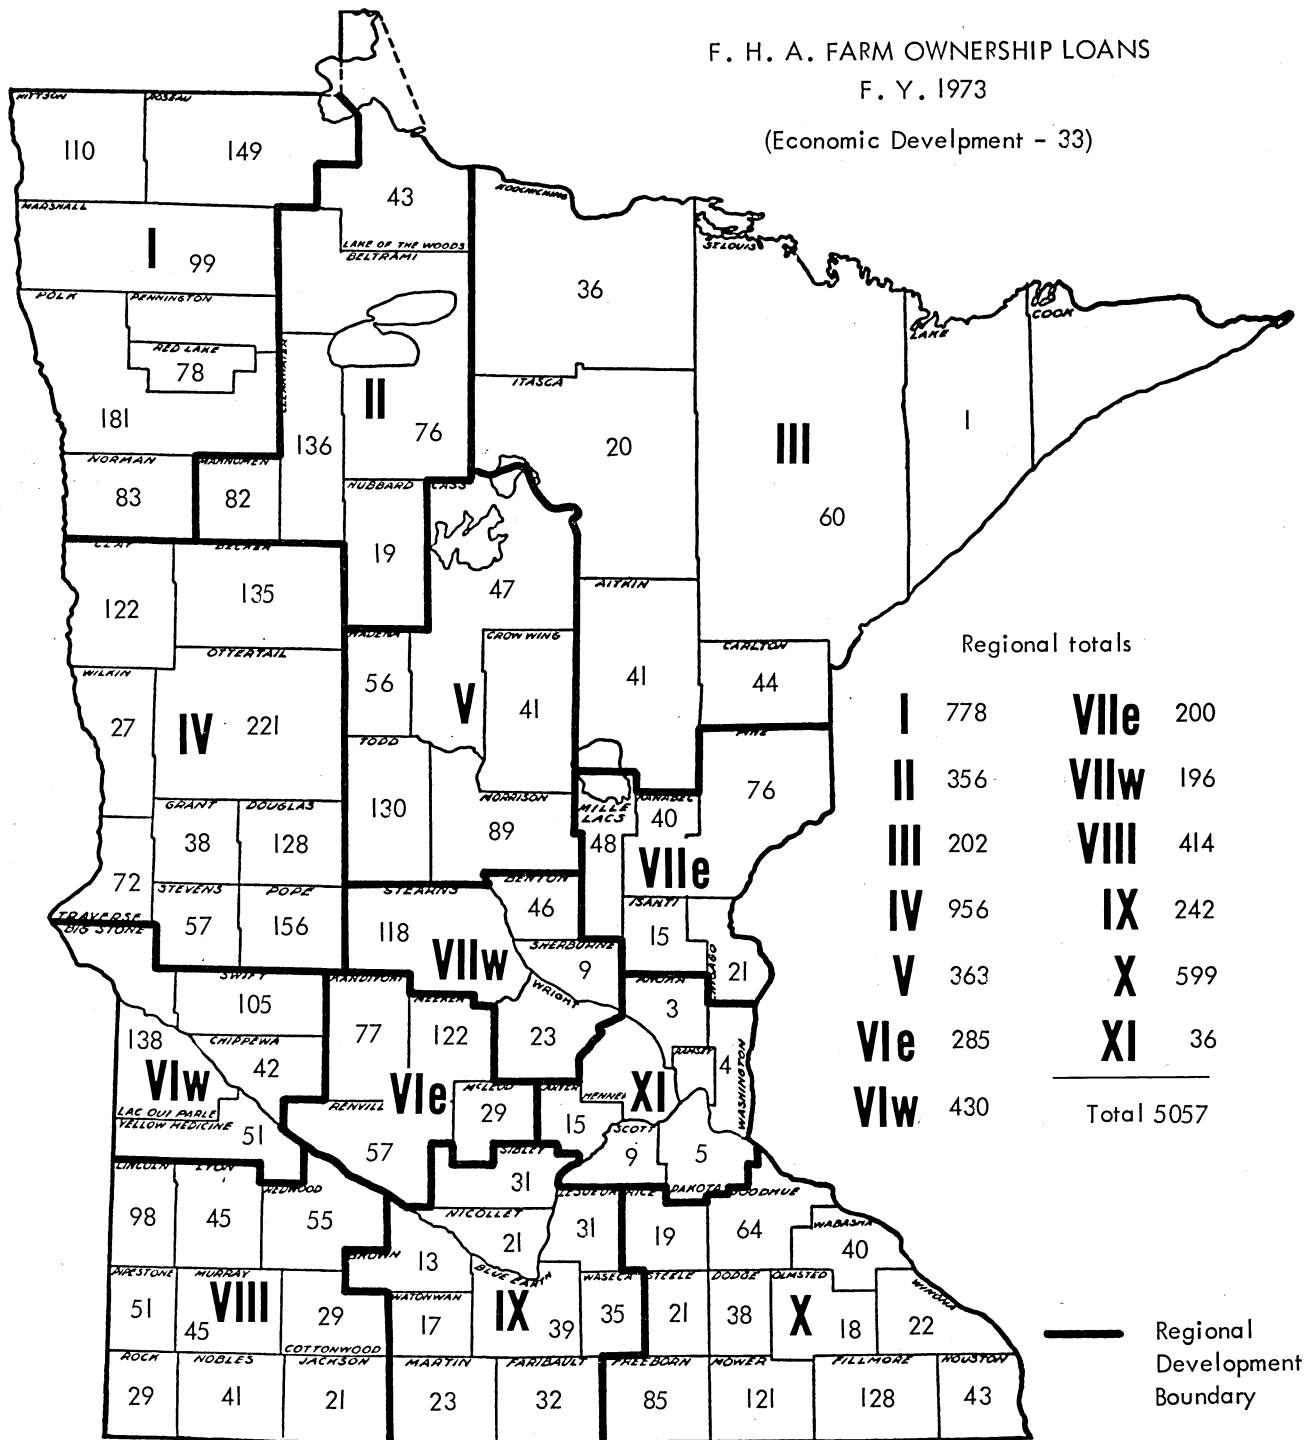 F. H. A. FARM OWNERSHIP LOANS
F. Y. 1973
(Economic Develpment - 33)
KITTSON
ROSEAU
110
149
43
MARSHALL
KOOCHICHING
ST. LOUIS
I
99
LAKE OF THE WOODS
BELTRAMI
36
POLK
PENNINGTON
LAKE
COOK
RED LAKE
78
CLEARWATER
ITASCA
II
181
136
76
20
III
1
NORMAN
MAHNOMEN
HUBBARD
CASS
83
82
60
CLAY
BECKER
19
47
122
135
AITKIN
WADENA
CROW WING
OTTERTAIL
CARLTON
WILKIN
56
41
44
27
IV
221
V
41
TODD
PINE
GRANT
DOUGLAS
130
MORRISON
MILLE
LACS
KANABEC
76
38
128
89
48
40
VIIe
72
STEVENS
POPE
STEARNS
BENTON
ISANTI
TRAVERSE
BIG STONE
57
156
118
46
15
VIIw
SHERBURNE
CHICAGO
SWIFT
KANDIYOHI
9
ANOKA
21
105
MEEKER
WRIGHT
3
138
CHIPPEWA
77
122
23
RAMSEY
WASHINGTON
VIw
42
VIe
XI
4
LAC QUI PARLE
RENVILLE
MCLEOD
CARVER
HENNEP
YELLOW MEDICINE
51
29
15
SCOTT
57
SIBLEY
9
5
LINCOLN
LYON
REDWOOD
31
LESUEUR
RICE
DAKOTA
GOODHUE
98
45
55
NICOLLET
31
19
64
WABASHA
BROWN
13
21
40
PIPESTONE
MURRAY
BLUE EARTH
WASECA
STEELE
DODGE
OLMSTED
WINONA
51
VIII
29
WATONWAN
IX
35
21
38
X
45
17
39
18
22
ROCK
NOBLES
COTTONWOOD
JACKSON
MARTIN
FARIBAULT
FREEBORN
MOWER
FILLMORE
HOUSTON
29
41
21
23
32
85
121
128
43
Regional totals
I 778 VIIe 200
II 356 VIIw 196
III 202 VIII 414
IV 956 IX 242
V 363 X 599
VIe 285 XI 36
VIw 430 Total 5057
Regional
Development
Boundary